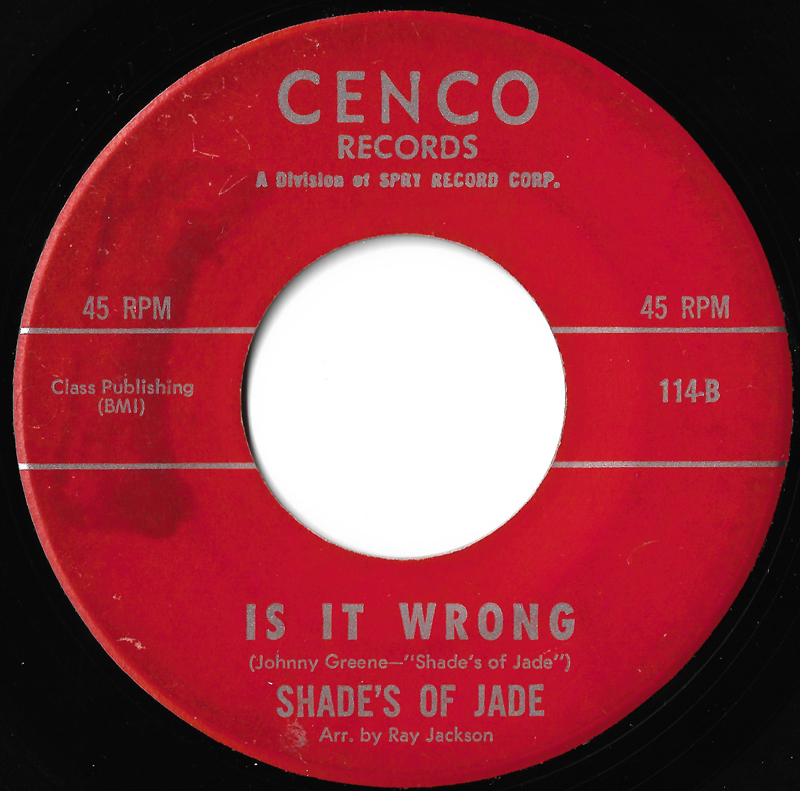 CENCO
RECORDS
A Division of SPRY RECORD CORP.
45 RPM
45 RPM
Class Publishing
(BMI)
114-B
IS IT WRONG
(Johnny Greene—"Shade's of Jade")
SHADE'S OF JADE
Arr. by Ray Jackson